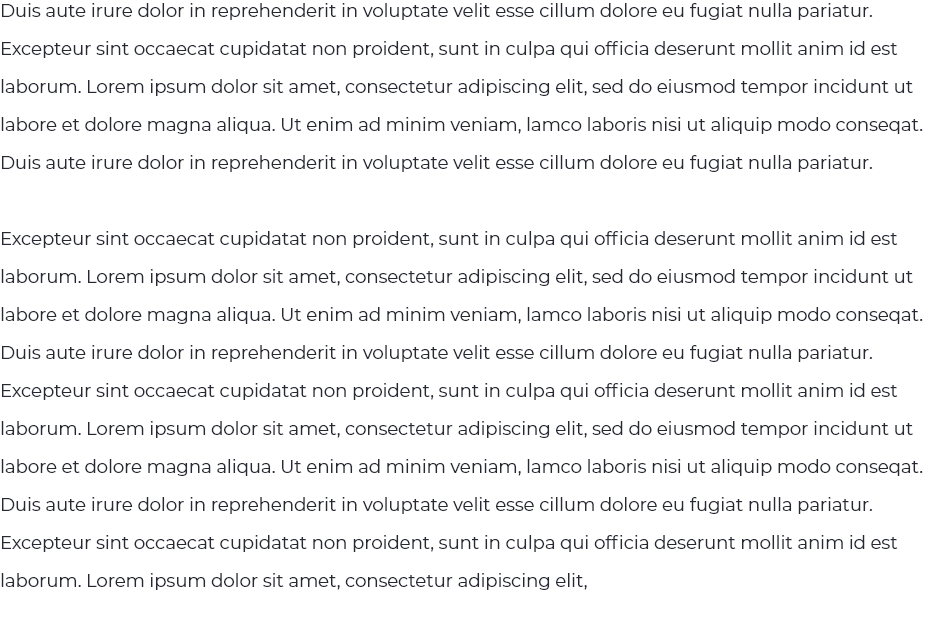 Duis aute irure dolor in reprehenderit in voluptate velit esse cillum dolore eu fugiat nulla pariatur.
Excepteur sint occaecat cupidatat non proident, sunt in culpa qui officia deserunt mollit anim id est
laborum. Lorem ipsum dolor sit amet, consectetur adipiscing elit, sed do eiusmod tempor incidunt ut
labore et dolore magna aliqua. Ut enim ad minim veniam, lamco laboris nisi ut aliquip modo conseqat.
Duis aute irure dolor in reprehenderit in voluptate velit esse cillum dolore eu fugiat nulla pariatur.

Excepteur sint occaecat cupidatat non proident, sunt in culpa qui officia deserunt mollit anim id est
laborum. Lorem ipsum dolor sit amet, consectetur adipiscing elit, sed do eiusmod tempor incidunt ut
labore et dolore magna aliqua. Ut enim ad minim veniam, lamco laboris nisi ut aliquip modo conseqat.
Duis aute irure dolor in reprehenderit in voluptate velit esse cillum dolore eu fugiat nulla pariatur.
Excepteur sint occaecat cupidatat non proident, sunt in culpa qui officia deserunt mollit anim id est
laborum. Lorem ipsum dolor sit amet, consectetur adipiscing elit, sed do eiusmod tempor incidunt ut
labore et dolore magna aliqua. Ut enim ad minim veniam, lamco laboris nisi ut aliquip modo conseqat.
Duis aute irure dolor in reprehenderit in voluptate velit esse cillum dolore eu fugiat nulla pariatur.
Excepteur sint occaecat cupidatat non proident, sunt in culpa qui officia deserunt mollit anim id est
laborum. Lorem ipsum dolor sit amet, consectetur adipiscing elit,